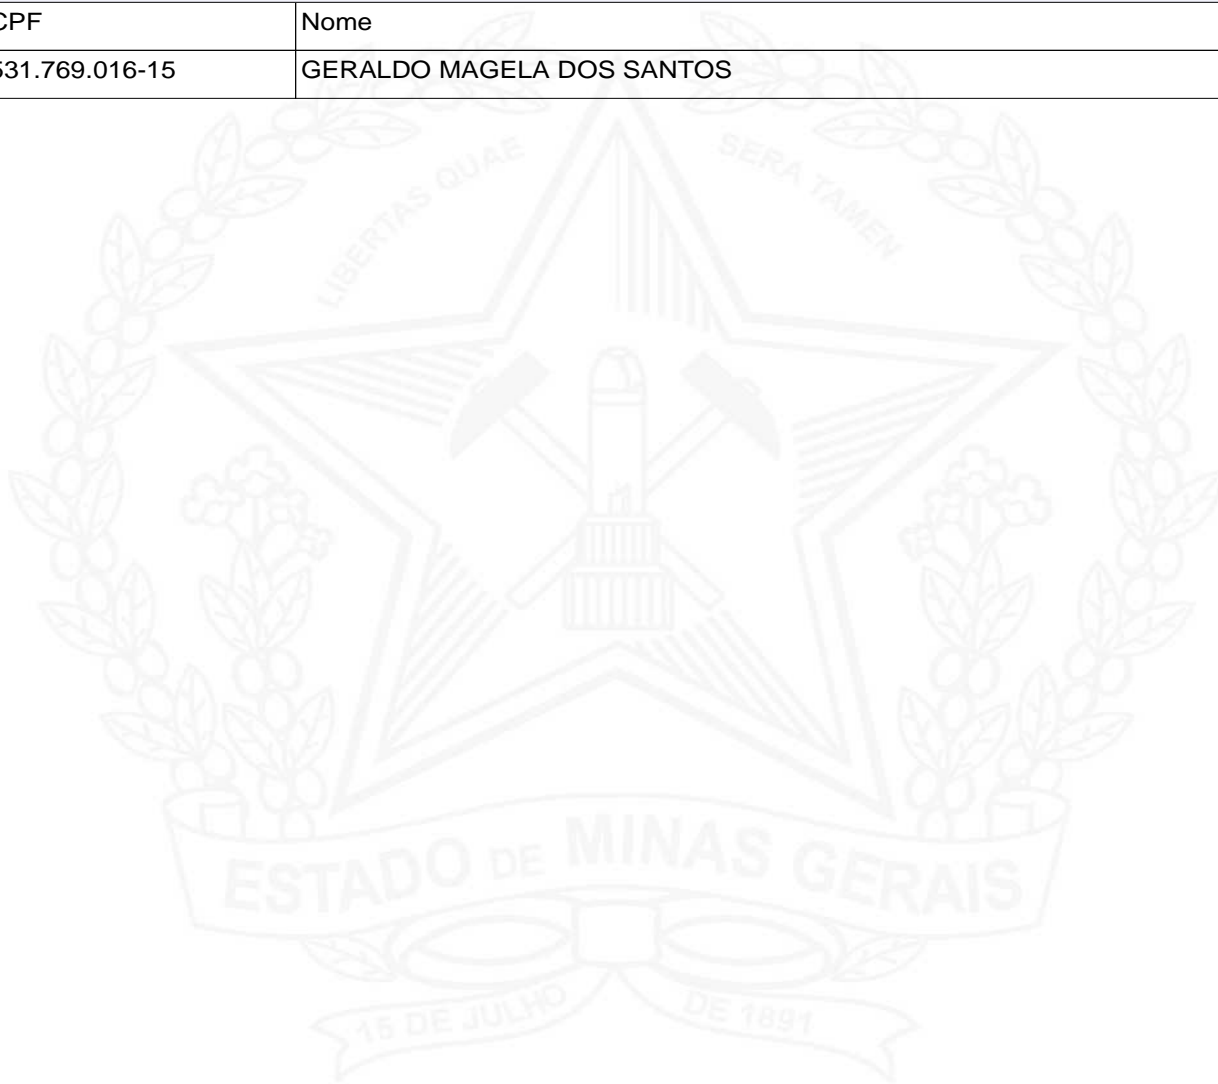 CPF Nome
531.769.016-15 GERALDO MAGELA DOS SANTOS
LIBERTAS QUAE SERA TAMEN
ESTADO DE MINAS GERAIS
15 DE JULHO DE 1891